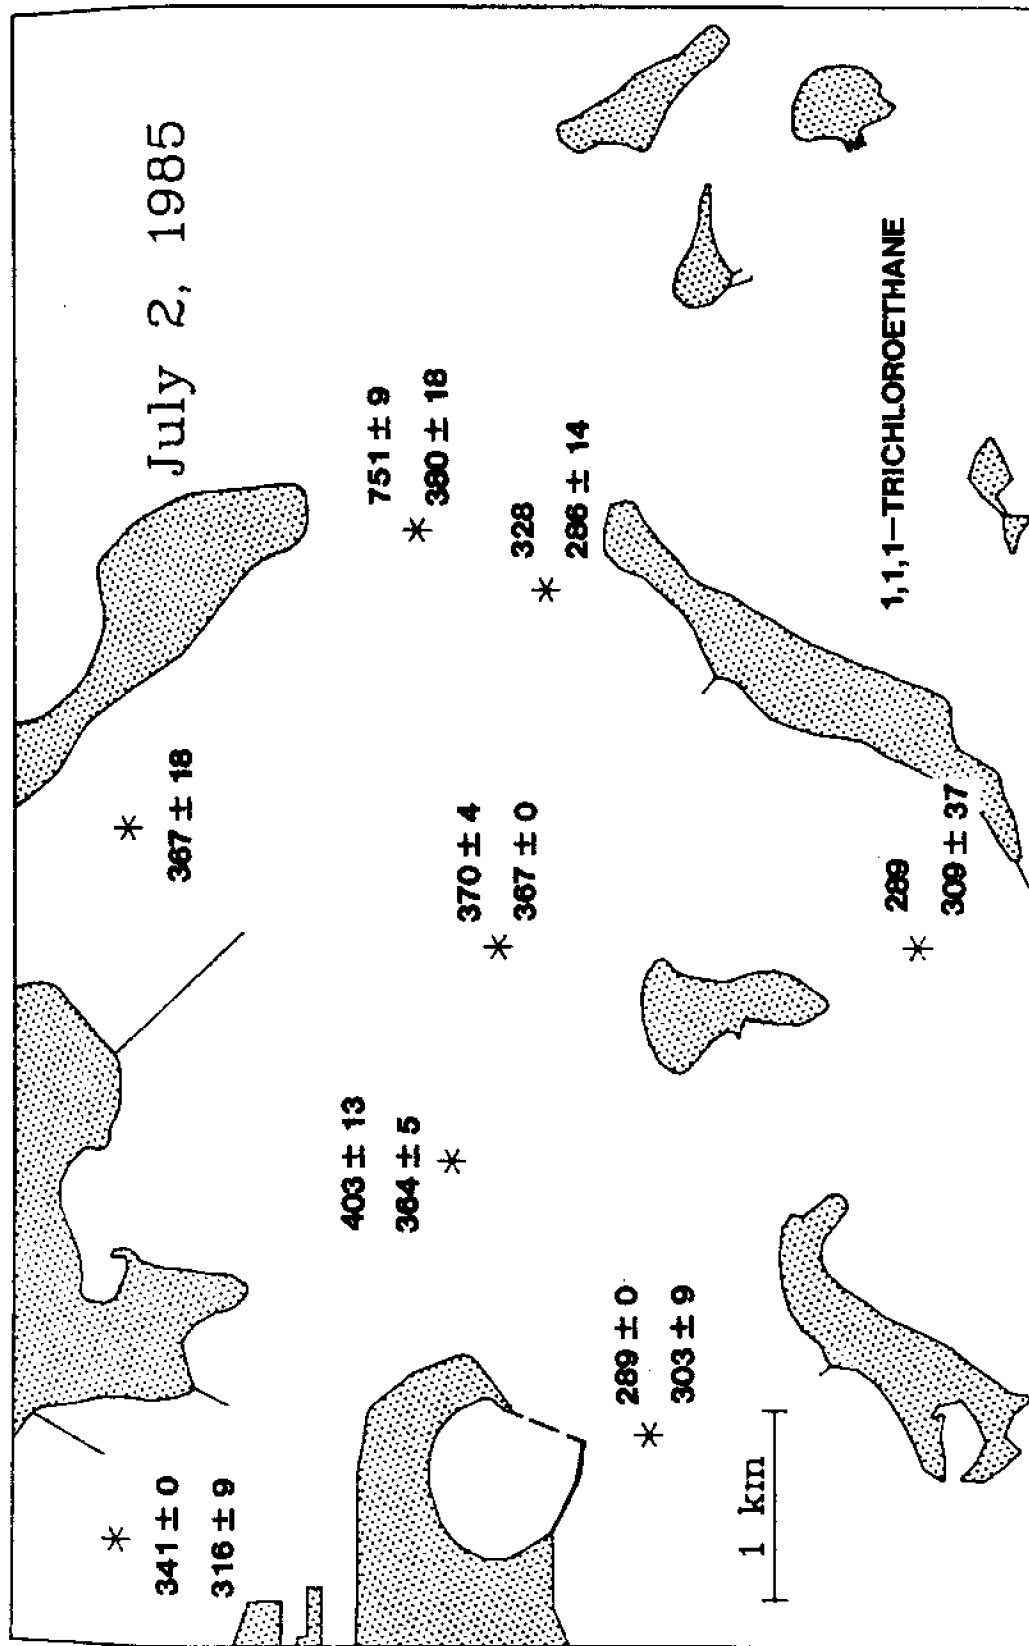 July 2, 1985
341 ± 0
316 ± 9
367 ± 18
403 ± 13
364 ± 5
751 ± 9
380 ± 18
370 ± 4
367 ± 0
328
286 ± 14
289 ± 0
303 ± 9
289
309 ± 37
1 km
1,1,1–TRICHLOROETHANE